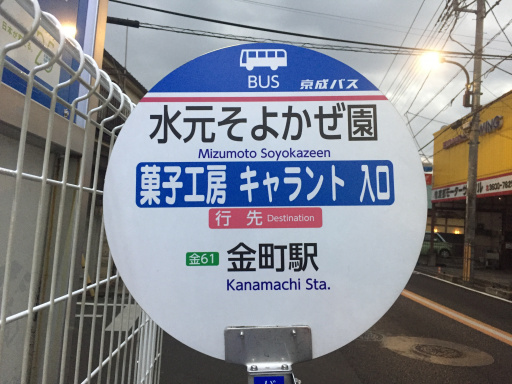 BUS 京成バス
水元そよかぜ園
Mizumoto Soyokazeen
菓子工房 キャラント 入口
行先 Destination
金61 金町駅
Kanamachi Sta.